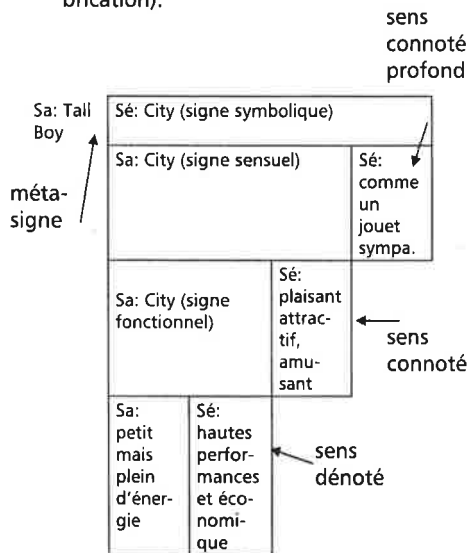 brication).
sens
connoté
profond
Sa: Tall
Boy
Sé: City (signe symbolique)
méta-
signe
Sa: City (signe sensuel)
Sé:
comme
un
jouet
sympa.
Sa: City (signe
fonctionnel)
Sé:
plaisant
attrac-
tif,
amu-
sant
sens
connoté
Sa:
petit
mais
plein
d'éner-
gie
Sé:
hautes
perfor-
mances
et éco-
nomi-
que
sens
dénoté